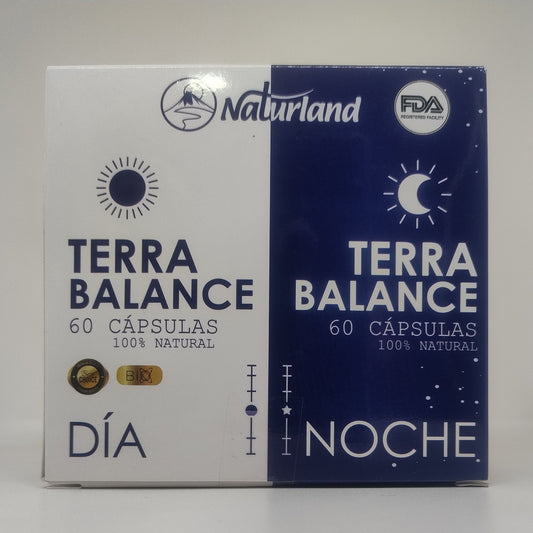 Naturland
FDA
REGISTERED FACILITY
TERRA
BALANCE
60 CÁPSULAS
100% NATURAL
CHOICE
BIO
DÍA
TERRA
BALANCE
60 CÁPSULAS
100% NATURAL
NOCHE